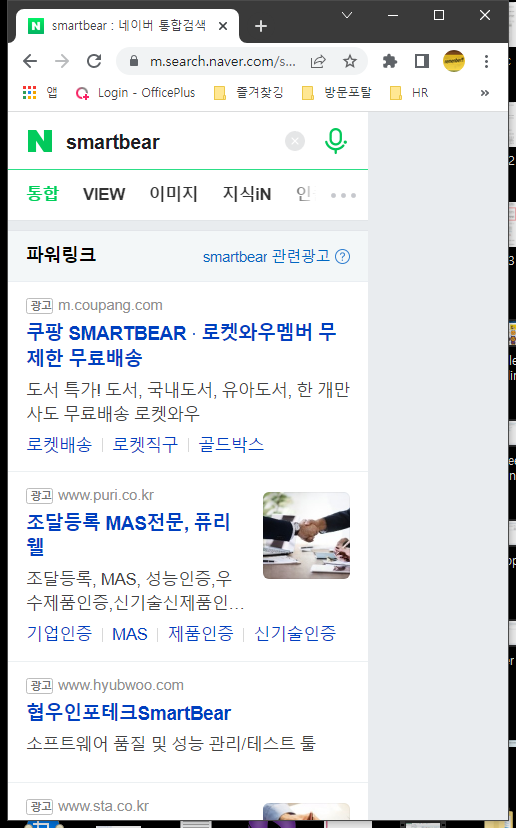 smartbear : 네이버 통합검색
m.search.naver.com/s...
앱
Login - OfficePlus
즐겨찾깅
방문포탈
HR
N smartbear
통합 VIEW 이미지 지식iN 인
파워링크
smartbear 관련광고
광고 m.coupang.com
쿠팡 SMARTBEAR · 로켓와우멤버 무
제한 무료배송
도서 특가! 도서, 국내도서, 유아도서, 한 개만
사도 무료배송 로켓와우
로켓배송 로켓직구 골드박스
광고 www.puri.co.kr
조달등록 MAS전문, 퓨리
웰
조달등록, MAS, 성능인증,우
수제품인증,신기술신제품인...
기업인증 MAS 제품인증 신기술인증
광고 www.hyubwoo.com
협우인포테크SmartBear
소프트웨어 품질 및 성능 관리/테스트 툴
광고 www.sta.co.kr